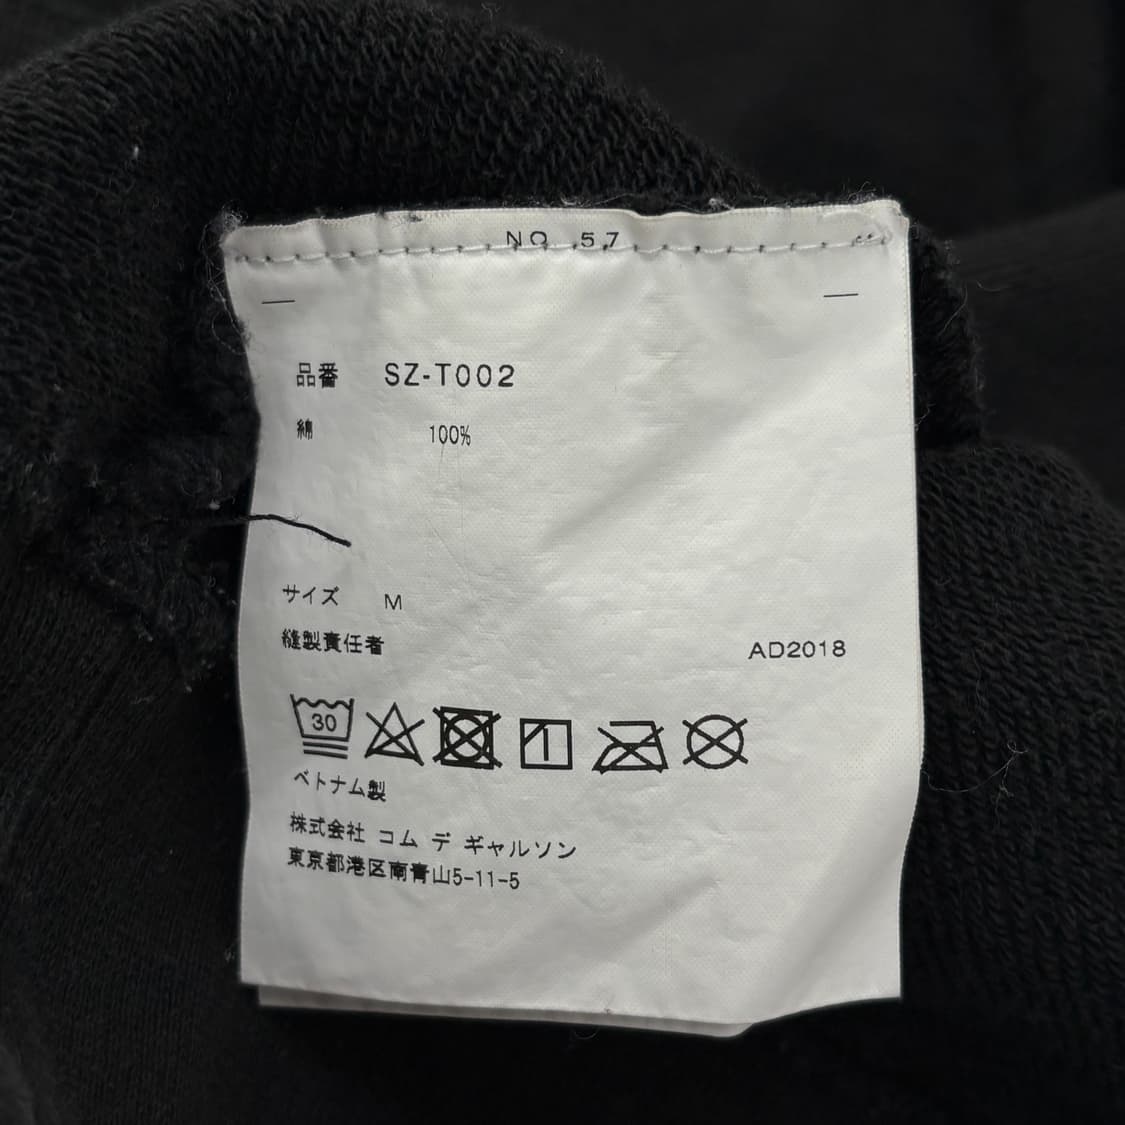 NO 57
品番 SZ-T002
綿 100%
サイズ M
縫製責任者 AD2018
30
ベトナム製
株式会社 コム デ ギャルソン
東京都港区南青山5-11-5